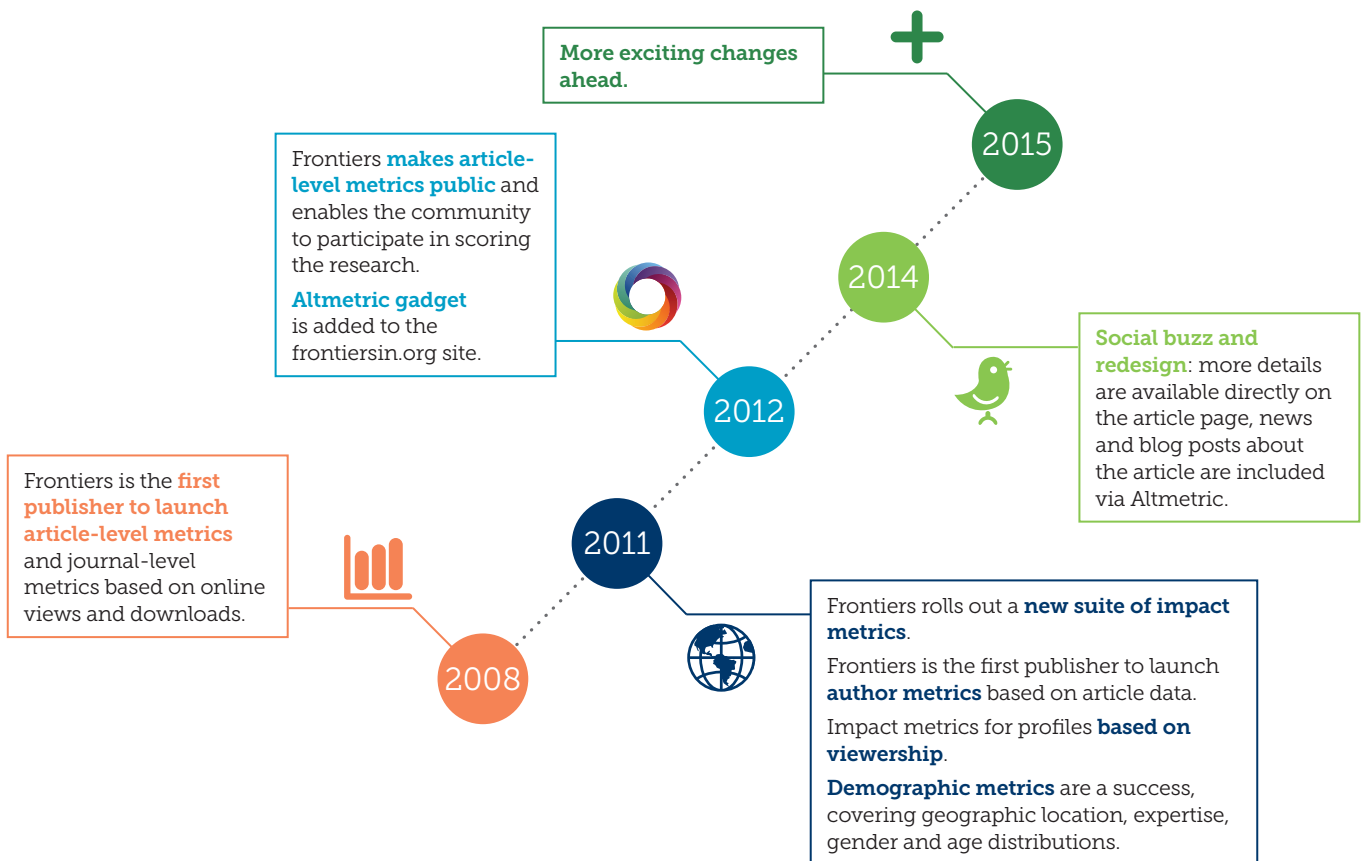 More exciting changes
ahead.
2015
Frontiers makes article-
level metrics public and
enables the community
to participate in scoring
the research.
Altmetric gadget
is added to the
frontiersin.org site.
2014
Social buzz and
redesign: more details
are available directly on
the article page, news
and blog posts about
the article are included
via Altmetric.
2012
Frontiers is the first
publisher to launch
article-level metrics
and journal-level
metrics based on online
views and downloads.
2011
Frontiers rolls out a new suite of impact
metrics.
Frontiers is the first publisher to launch
author metrics based on article data.
Impact metrics for profiles based on
viewership.
Demographic metrics are a success,
covering geographic location, expertise,
gender and age distributions.
2008